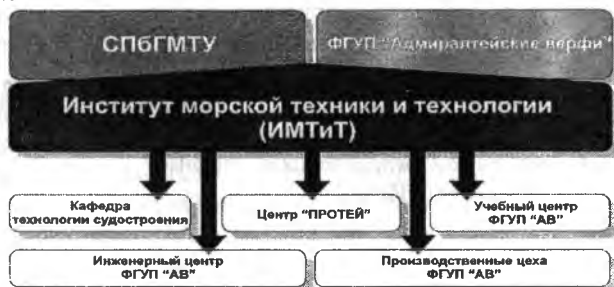 СПбГМТУ
ФГУП "Адмиралтейские верфи"
Институт морской техники и технологии
(ИМТиТ)
Кафедра
технологии судостроения
Центр "ПРОТЕЙ"
Учебный центр
ФГУП "АВ"
Инженерный центр
ФГУП "АВ"
Производственные цеха
ФГУП "АВ"